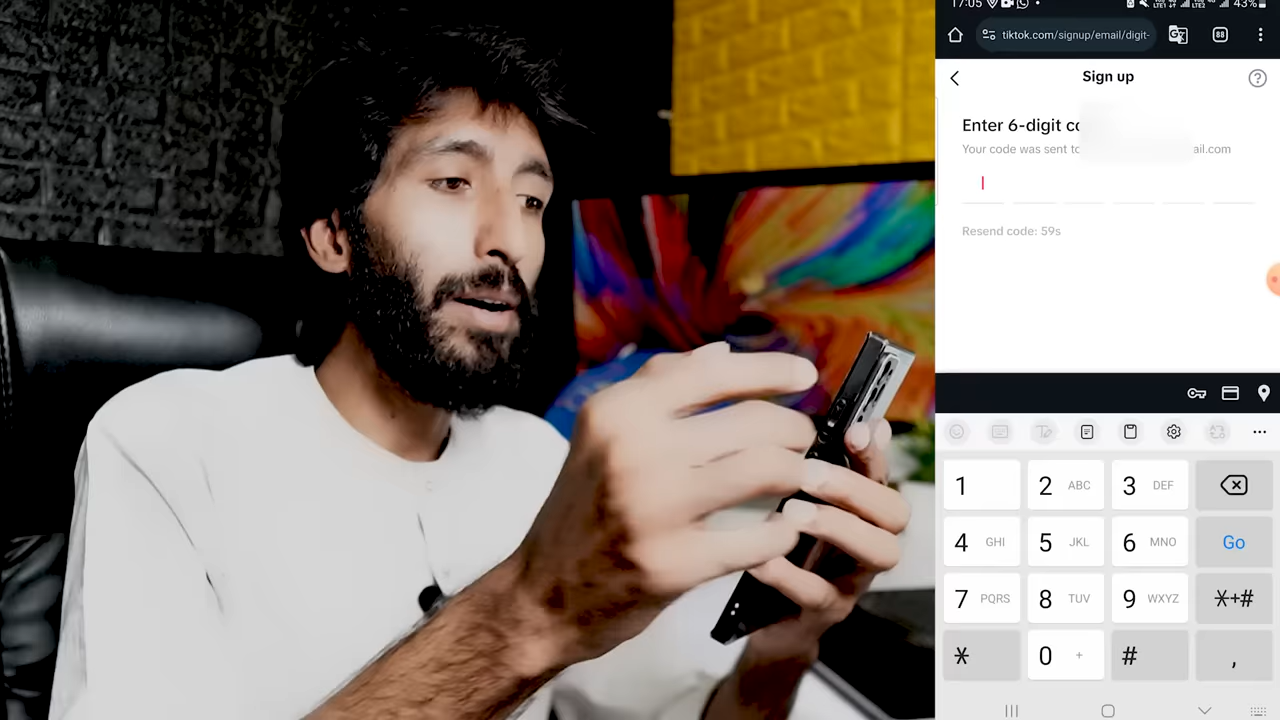 17:05
43%
tiktok.com/signup/email/digit-
88
Sign up
Enter 6-digit co
Your code was sent to ail.com
Resend code: 59s
1 2 ABC 3 DEF
4 GHI 5 JKL 6 MNO Go
7 PQRS 8 TUV 9 WXYZ *+#
* 0 + # ,